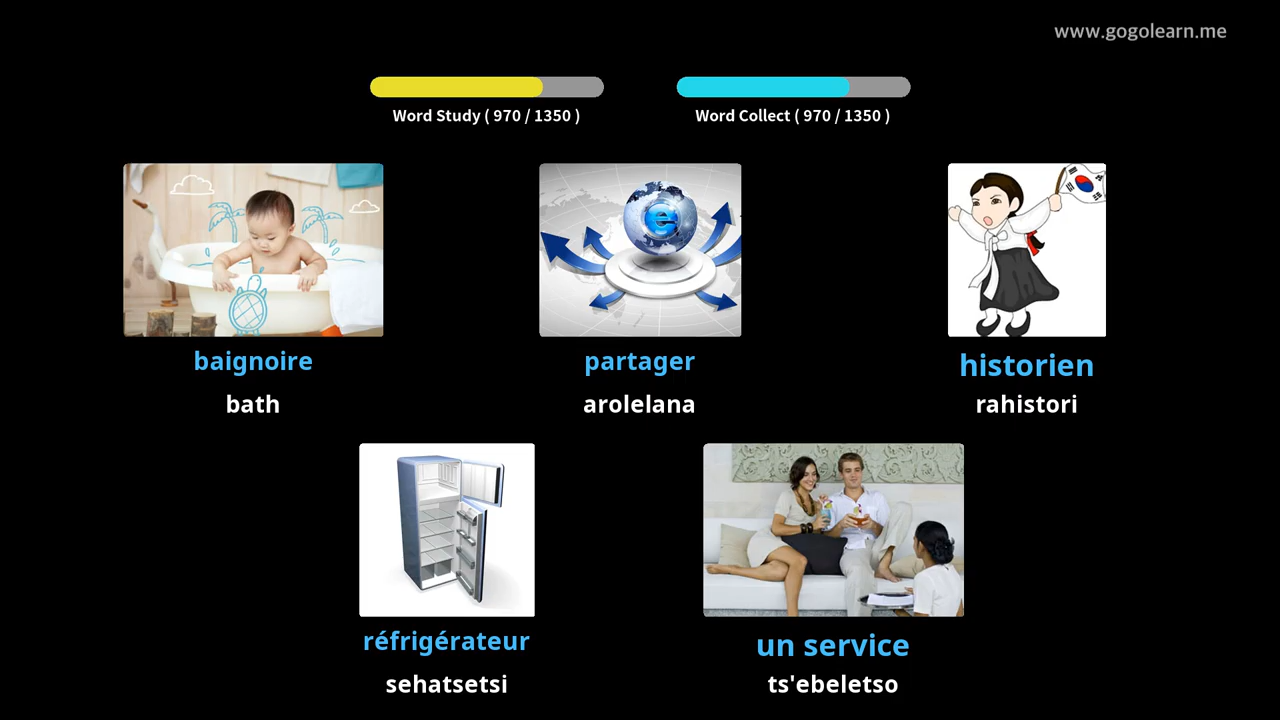 www.gogolearn.me
Word Study ( 970 / 1350 )
Word Collect ( 970 / 1350 )
e
baignoire
partager
historien
bath
arolelana
rahistori
réfrigérateur
un service
sehatsetsi
ts'ebeletso